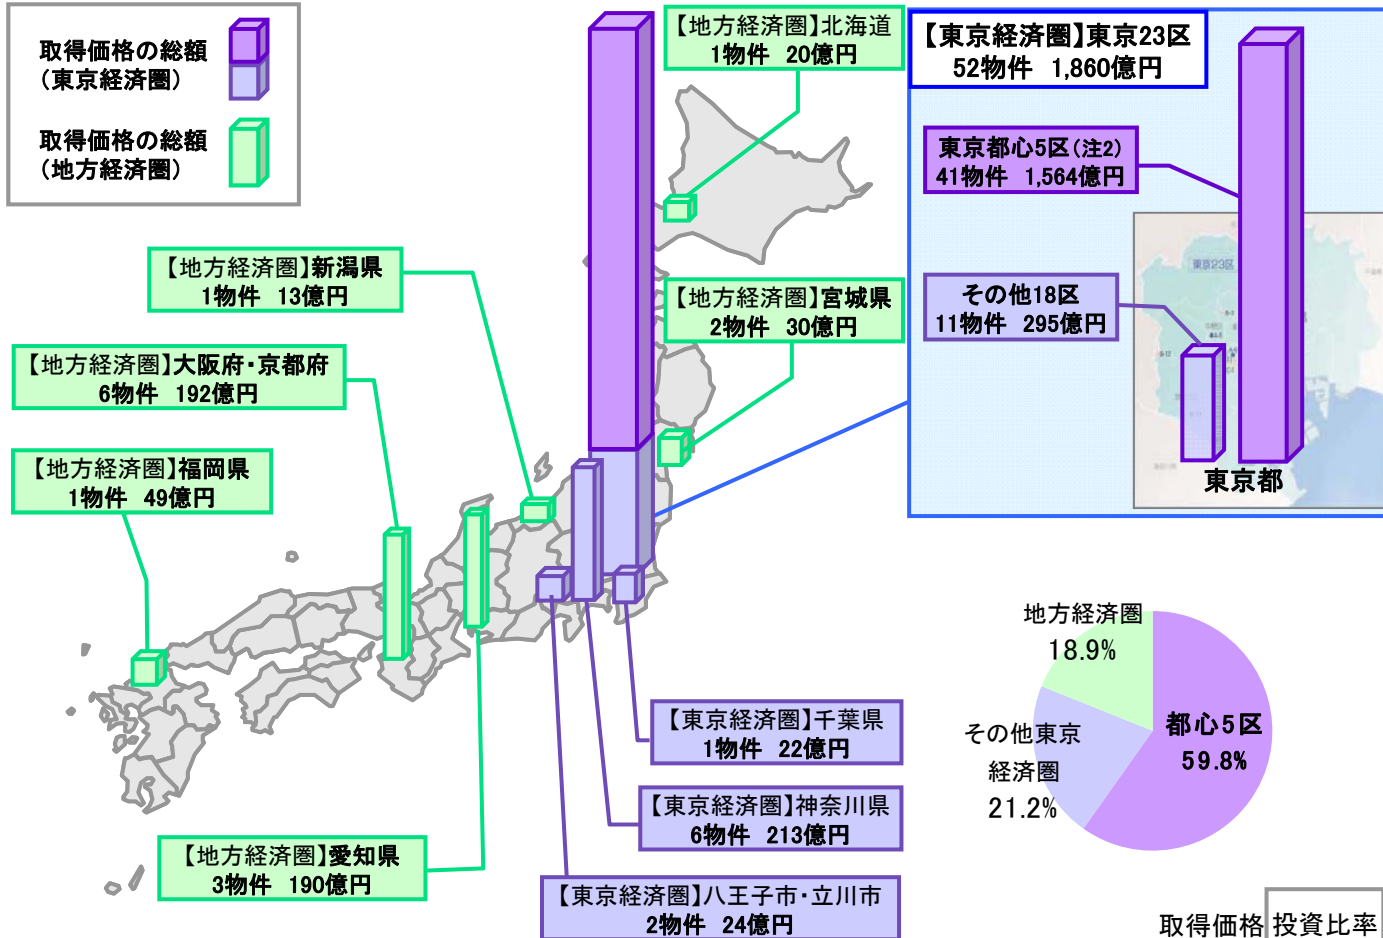 取得価格の総額
(東京経済圏)
取得価格の総額
(地方経済圏)
【地方経済圏】北海道
1物件 20億円
【東京経済圏】東京23区
52物件 1,860億円
東京都心5区(注2)
41物件 1,564億円
東京23区
その他18区
11物件 295億円
東京都
【地方経済圏】新潟県
1物件 13億円
【地方経済圏】宮城県
2物件 30億円
【地方経済圏】大阪府・京都府
6物件 192億円
【地方経済圏】福岡県
1物件 49億円
【東京経済圏】千葉県
1物件 22億円
【東京経済圏】神奈川県
6物件 213億円
【地方経済圏】愛知県
3物件 190億円
【東京経済圏】八王子市・立川市
2物件 24億円
地方経済圏
18.9%
その他東京
経済圏
21.2%
都心5区
59.8%
取得価格 投資比率